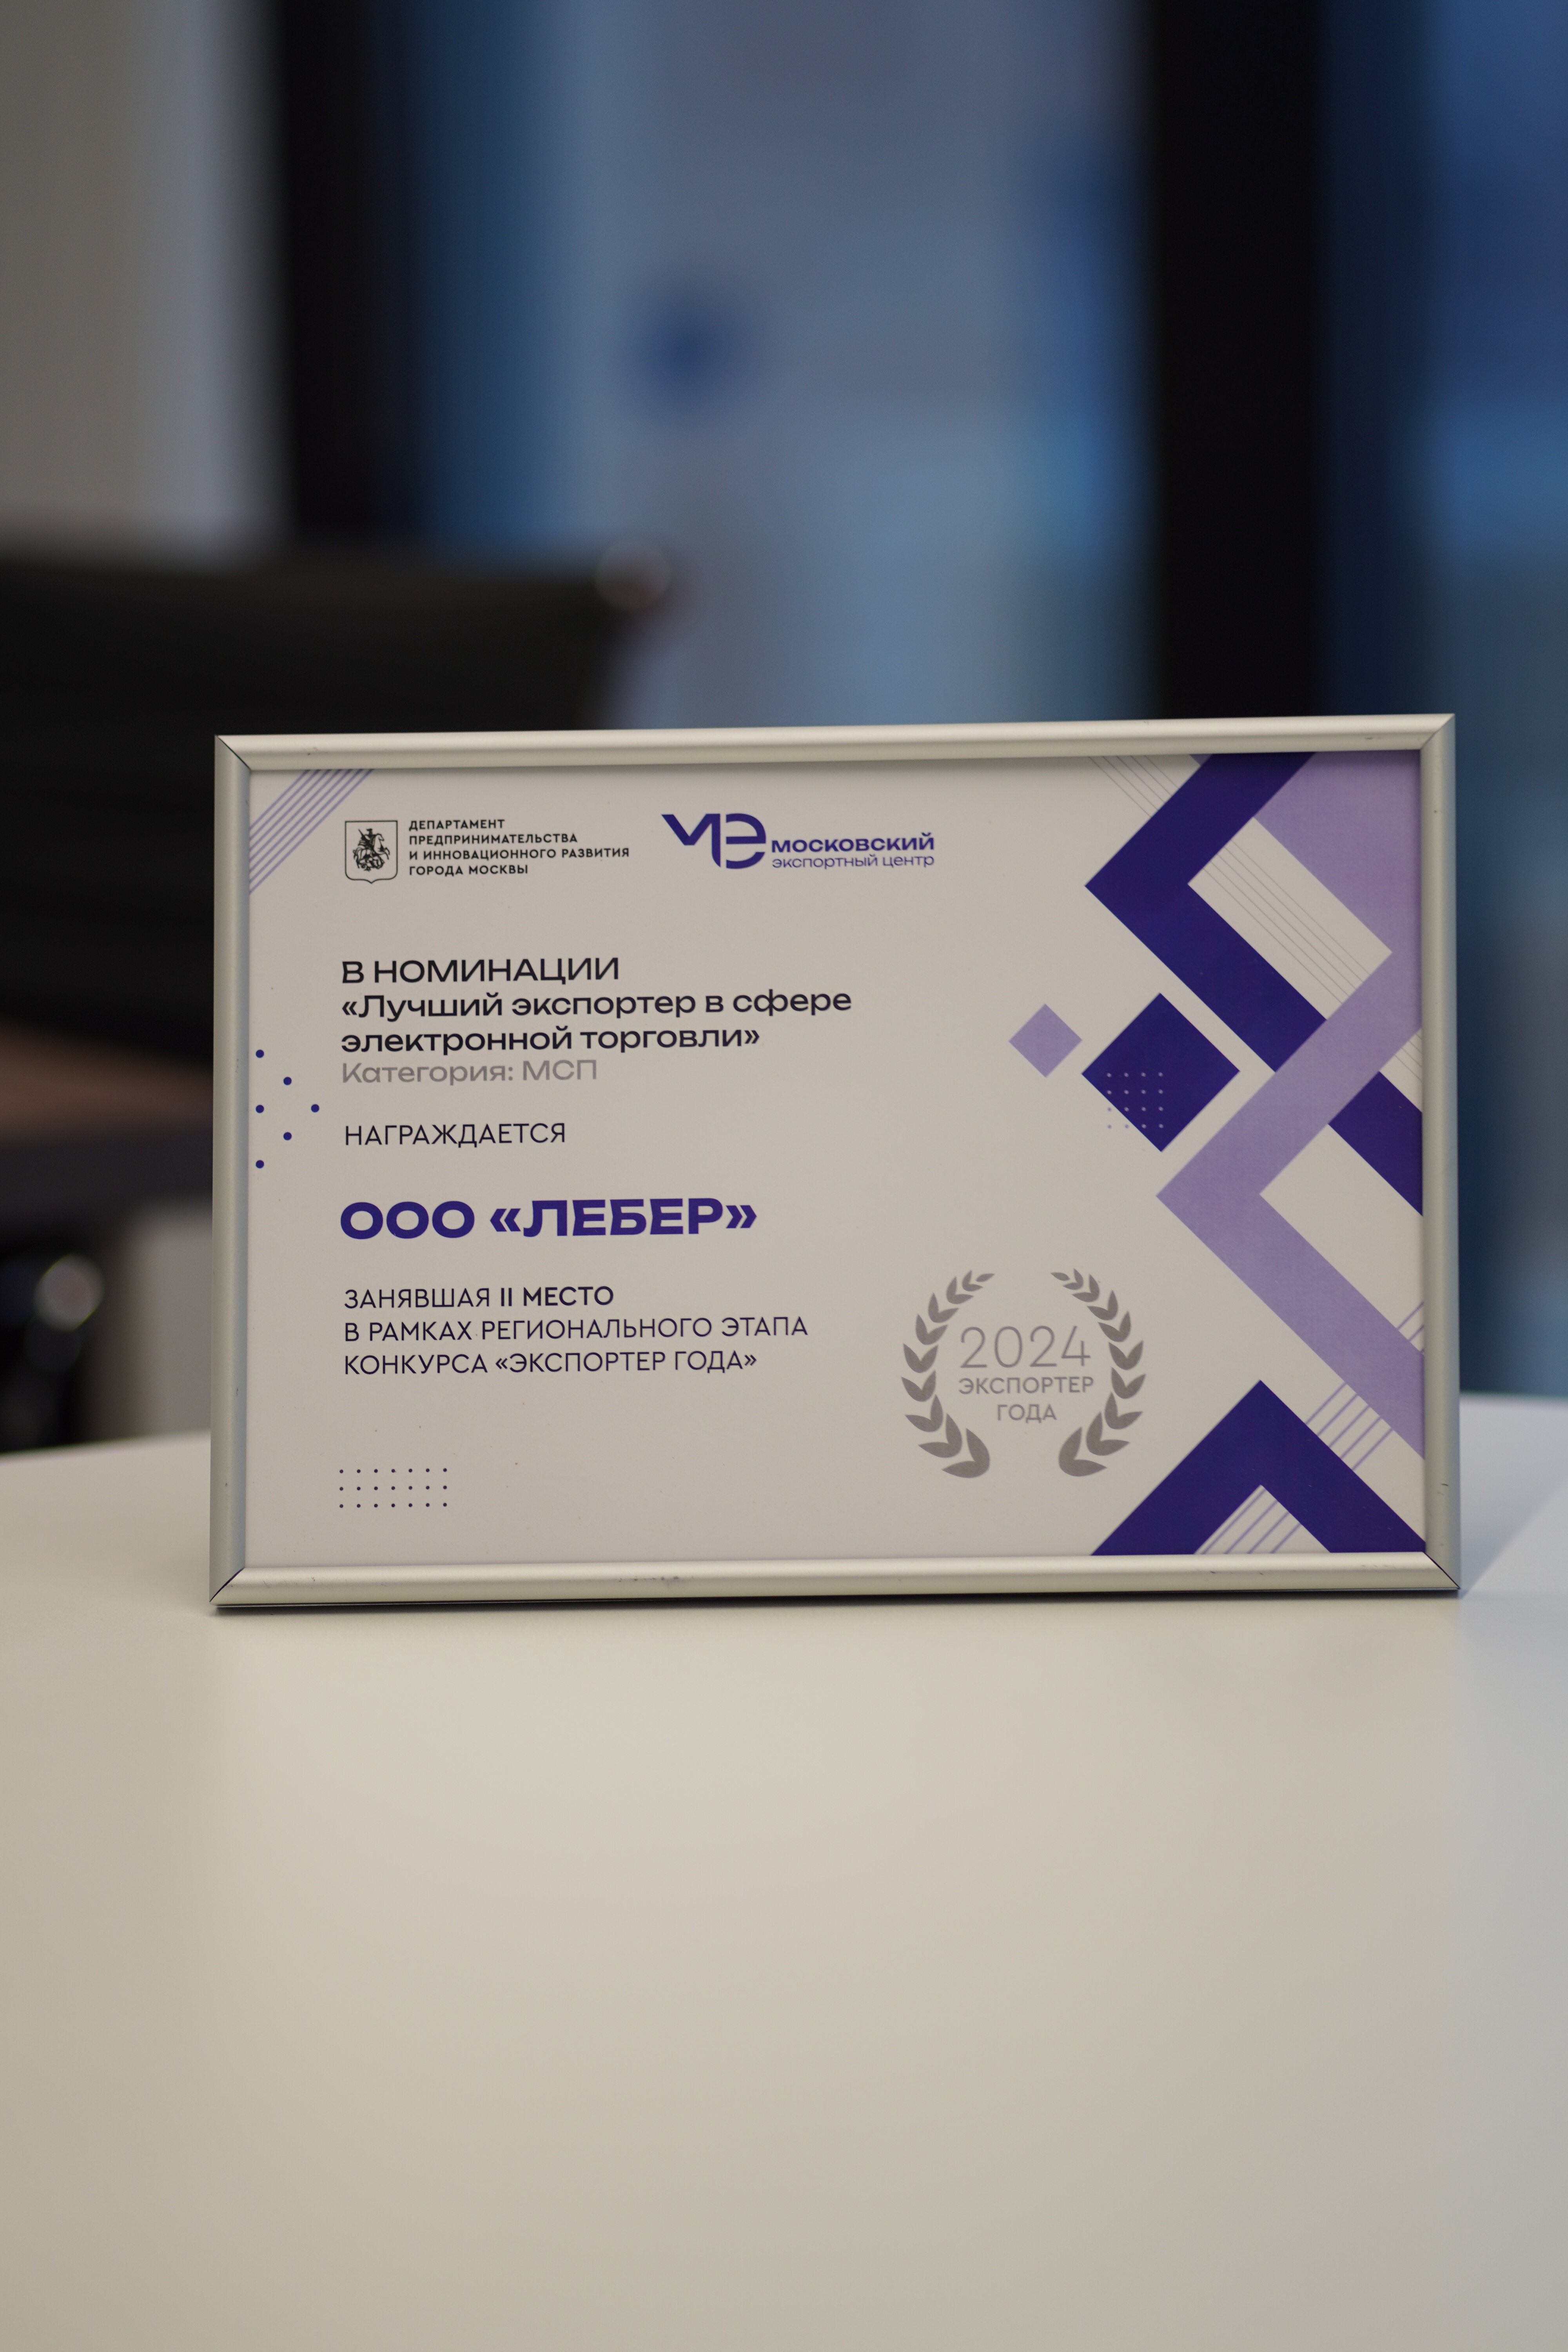 ДЕПАРТАМЕНТ
ПРЕДПРИНИМАТЕЛЬСТВА
И ИННОВАЦИОННОГО РАЗВИТИЯ
ГОРОДА МОСКВЫ
МЭ
МОСКОВСКИЙ
ЭКСПОРТНЫЙ ЦЕНТР
В НОМИНАЦИИ
«Лучший экспортер в сфере
электронной торговли»
Категория: МСП
НАГРАЖДАЕТСЯ
ООО «ЛЕБЕР»
ЗАНЯВШАЯ II МЕСТО
В РАМКАХ РЕГИОНАЛЬНОГО ЭТАПА
КОНКУРСА «ЭКСПОРТЕР ГОДА»
2024
ЭКСПОРТЕР
ГОДА